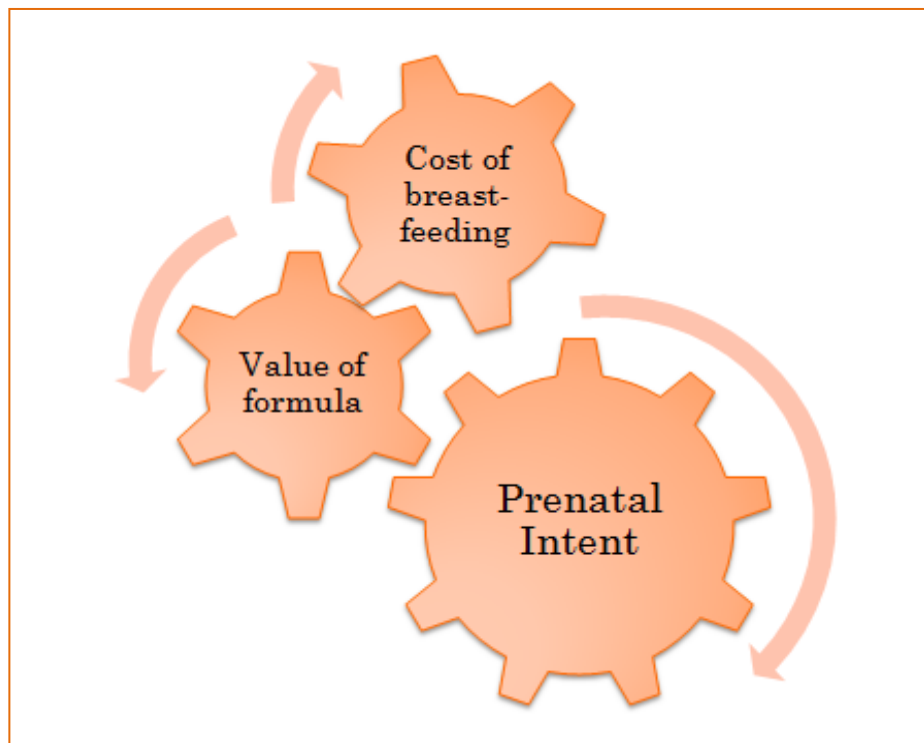 Cost of
breast-
feeding
Value of
formula
Prenatal
Intent